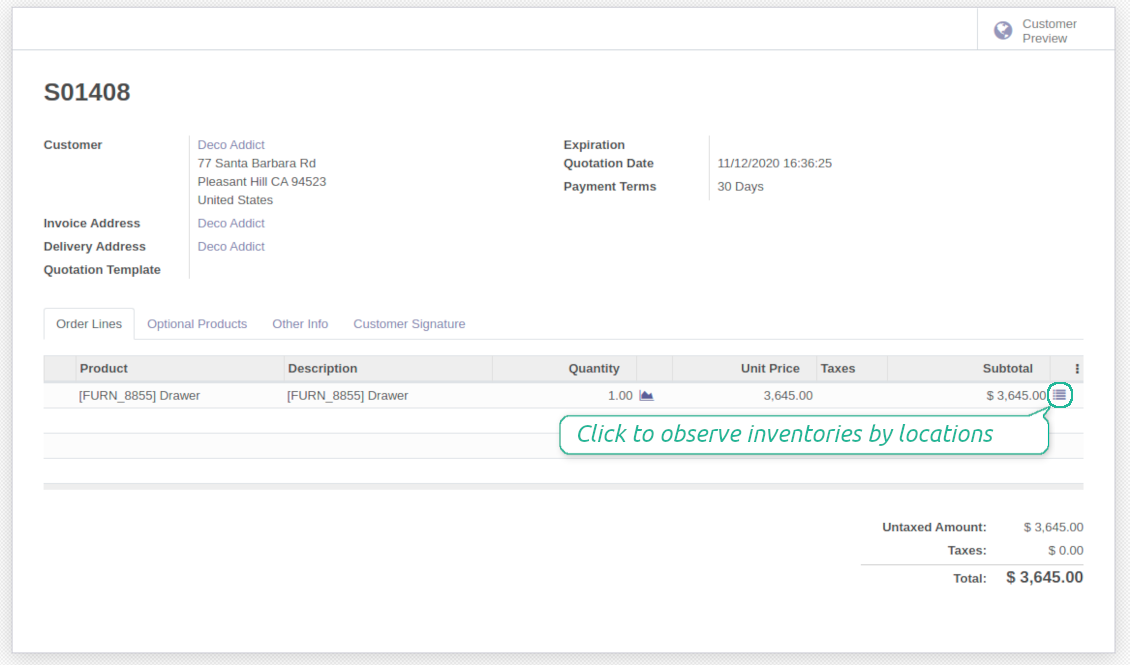 Customer
Preview
S01408
Customer
Deco Addict
77 Santa Barbara Rd
Pleasant Hill CA 94523
United States
Invoice Address
Deco Addict
Delivery Address
Deco Addict
Quotation Template
Expiration
Quotation Date
11/12/2020 16:36:25
Payment Terms
30 Days
Order Lines Optional Products Other Info Customer Signature
Product Description Quantity Unit Price Taxes Subtotal
[FURN_8855] Drawer [FURN_8855] Drawer 1.00 3,645.00 $ 3,645.00
Click to observe inventories by locations
Untaxed Amount: $ 3,645.00
Taxes: $ 0.00
Total: $ 3,645.00